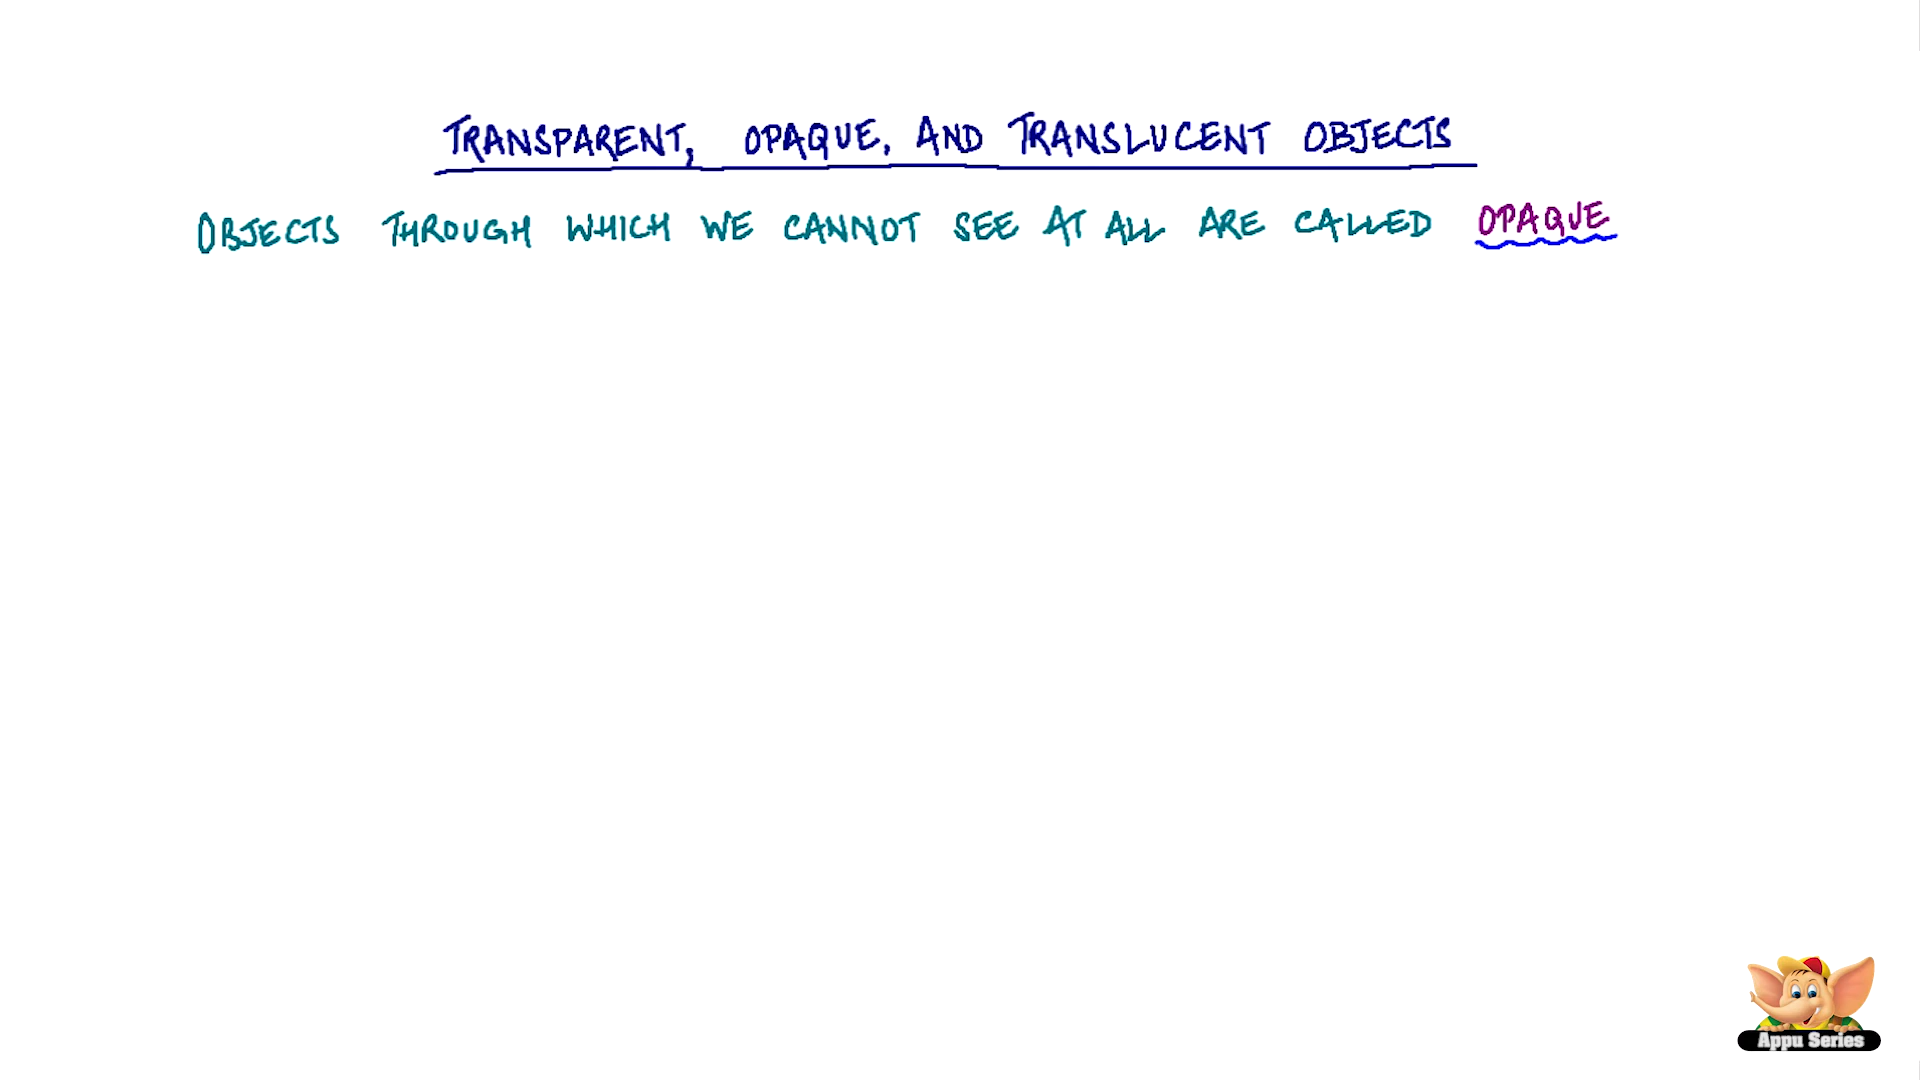 TRANSPARENT, OPAQUE, AND TRANSLUCENT OBJECTS
OBJECTS THROUGH WHICH WE CANNOT SEE AT ALL ARE CALLED OPAQUE
Appu Series